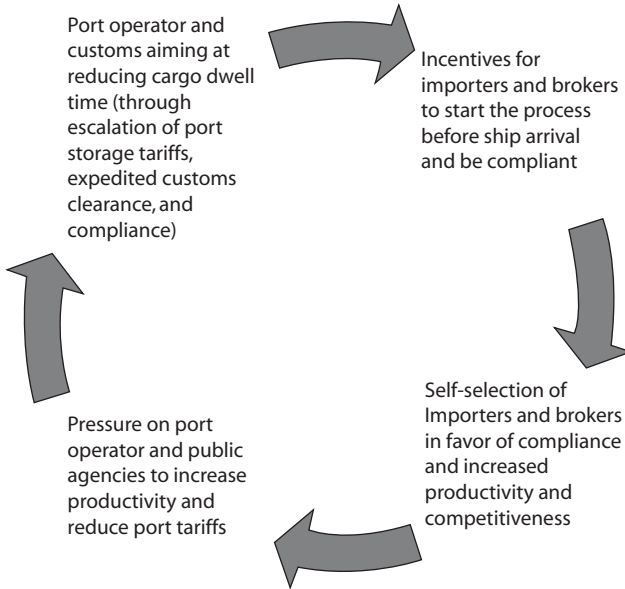 Port operator and
customs aiming at
reducing cargo dwell
time (through
escalation of port
storage tariffs,
expedited customs
clearance, and
compliance)
Incentives for
importers and brokers
to start the process
before ship arrival
and be compliant
Self-selection of
Importers and brokers
in favor of compliance
and increased
productivity and
competitiveness
Pressure on port
operator and public
agencies to increase
productivity and
reduce port tariffs